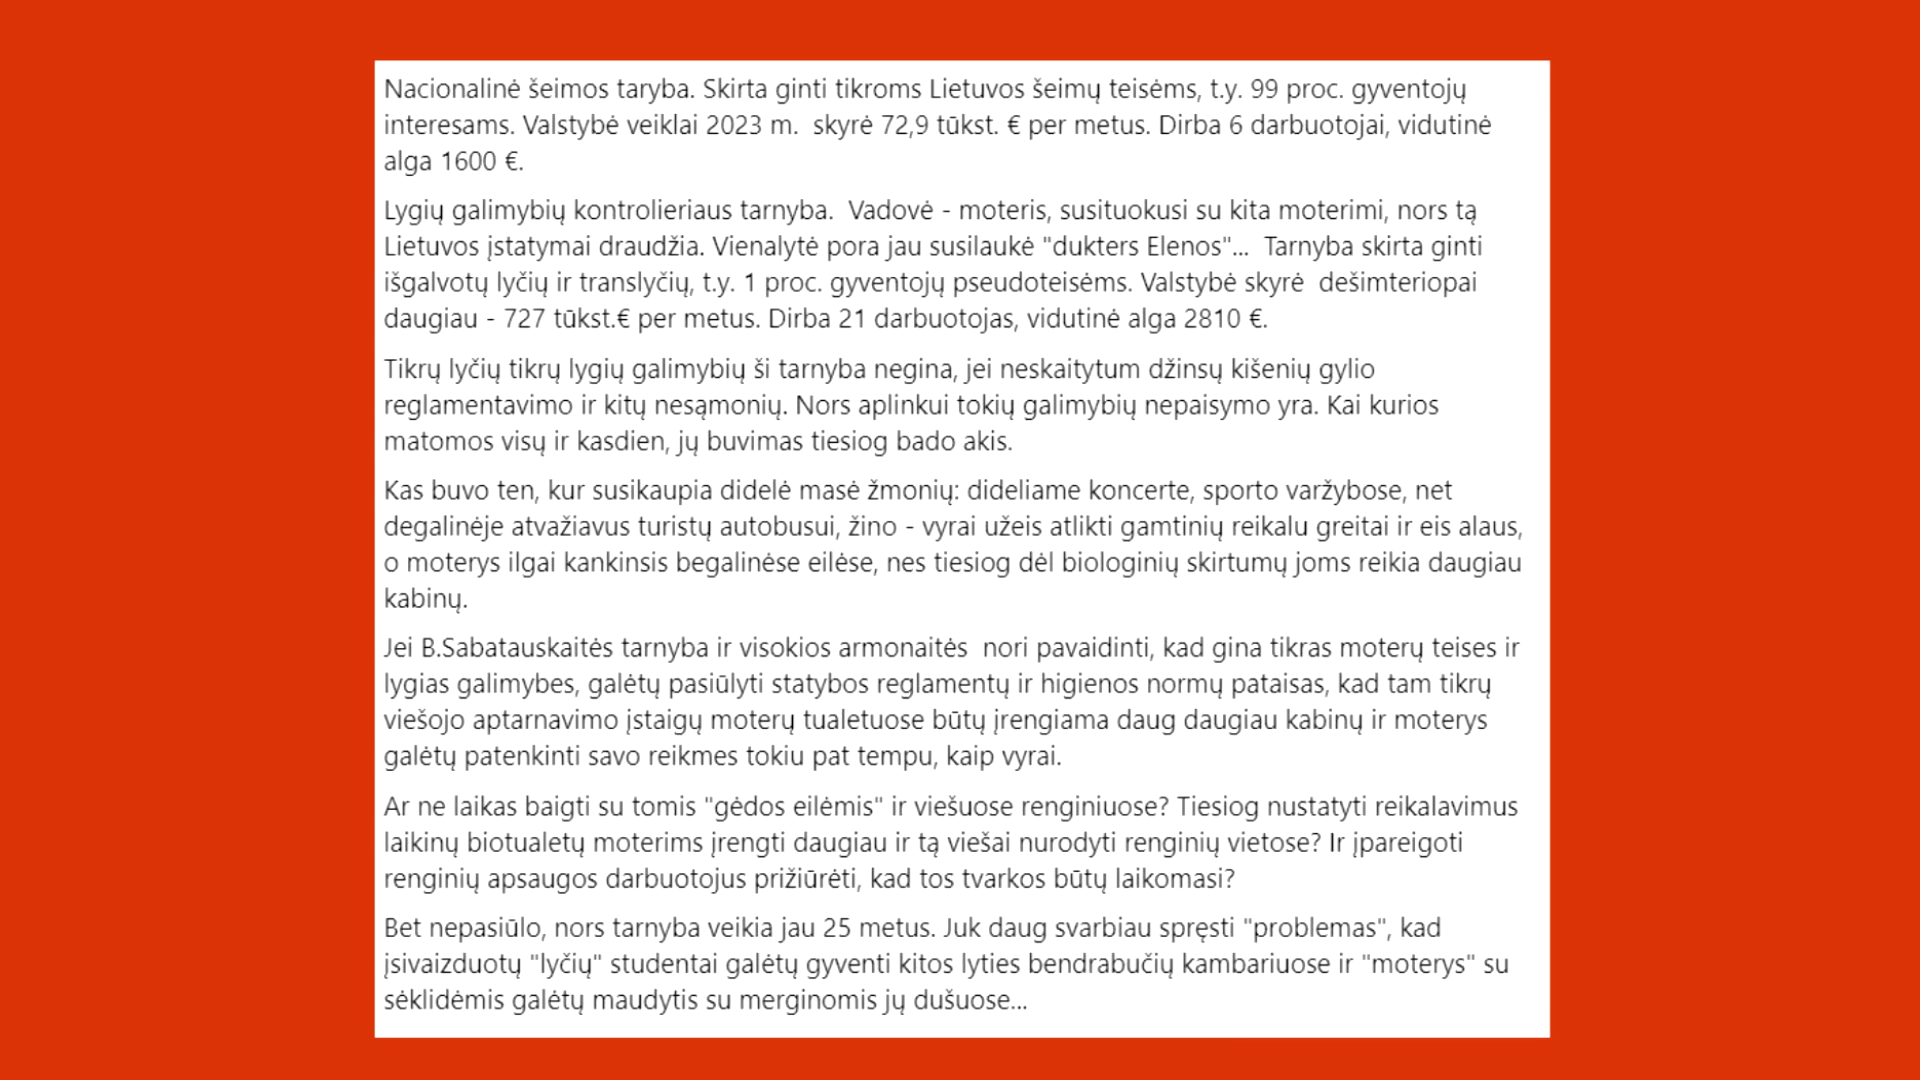 Nacionalinė šeimos taryba. Skirta ginti tikroms Lietuvos šeimų teisėms, t.y. 99 proc. gyventojų
interesams. Valstybė veiklai 2023 m.  skyrė 72,9 tūkst. € per metus. Dirba 6 darbuotojai, vidutinė
alga 1600 €.
Lygių galimybių kontrolieriaus tarnyba.  Vadovė - moteris, susituokusi su kita moterimi, nors tą
Lietuvos įstatymai draudžia. Vienalytė pora jau susilaukė "dukters Elenos"...  Tarnyba skirta ginti
išgalvotų lyčių ir translyčių, t.y. 1 proc. gyventojų pseudoteisėms. Valstybė skyrė  dešimteriopai
daugiau - 727 tūkst.€ per metus. Dirba 21 darbuotojas, vidutinė alga 2810 €.
Tikrų lyčių tikrų lygių galimybių ši tarnyba negina, jei neskaitytum džinsų kišenių gylio
reglamentavimo ir kitų nesąmonių. Nors aplinkui tokių galimybių nepaisymo yra. Kai kurios
matomos visų ir kasdien, jų buvimas tiesiog bado akis.
Kas buvo ten, kur susikaupia didelė masė žmonių: dideliame koncerte, sporto varžybose, net
degalinėje atvažiavus turistų autobusui, žino - vyrai užeis atlikti gamtinių reikalu greitai ir eis alaus,
o moterys ilgai kankinsis begalinėse eilėse, nes tiesiog dėl biologinių skirtumų joms reikia daugiau
kabinų.
Jei B.Sabatauskaitės tarnyba ir visokios armonaitės  nori pavaidinti, kad gina tikras moterų teises ir
lygias galimybes, galėtų pasiūlyti statybos reglamentų ir higienos normų pataisas, kad tam tikrų
viešojo aptarnavimo įstaigų moterų tualetuose būtų įrengiama daug daugiau kabinų ir moterys
galėtų patenkinti savo reikmes tokiu pat tempu, kaip vyrai.
Ar ne laikas baigti su tomis "gėdos eilėmis" ir viešuose renginiuose? Tiesiog nustatyti reikalavimus
laikinų biotualetų moterims įrengti daugiau ir tą viešai nurodyti renginių vietose? Ir įpareigoti
renginių apsaugos darbuotojus prižiūrėti, kad tos tvarkos būtų laikomasi?
Bet nepasiūlo, nors tarnyba veikia jau 25 metus. Juk daug svarbiau spręsti "problemas", kad
įsivaizduotų "lyčių" studentai galėtų gyventi kitos lyties bendrabučių kambariuose ir "moterys" su
sėklidėmis galėtų maudytis su merginomis jų dušuose...